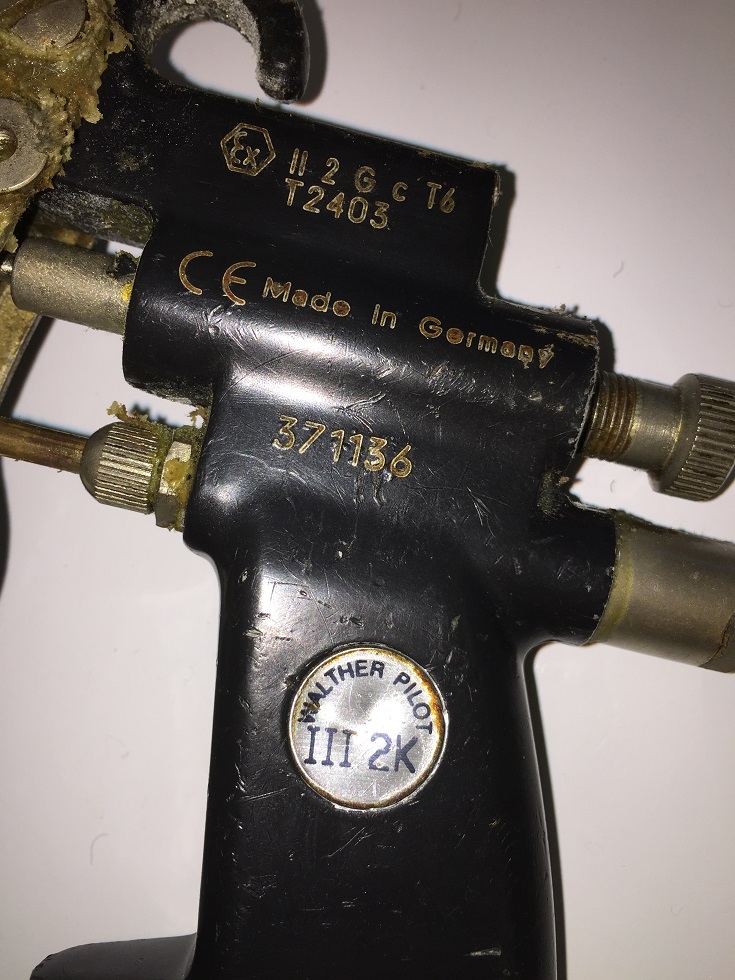 Ex II 2 G c T6
T2403
CE Made in Germany
371136
WALTHER PILOT
III 2K